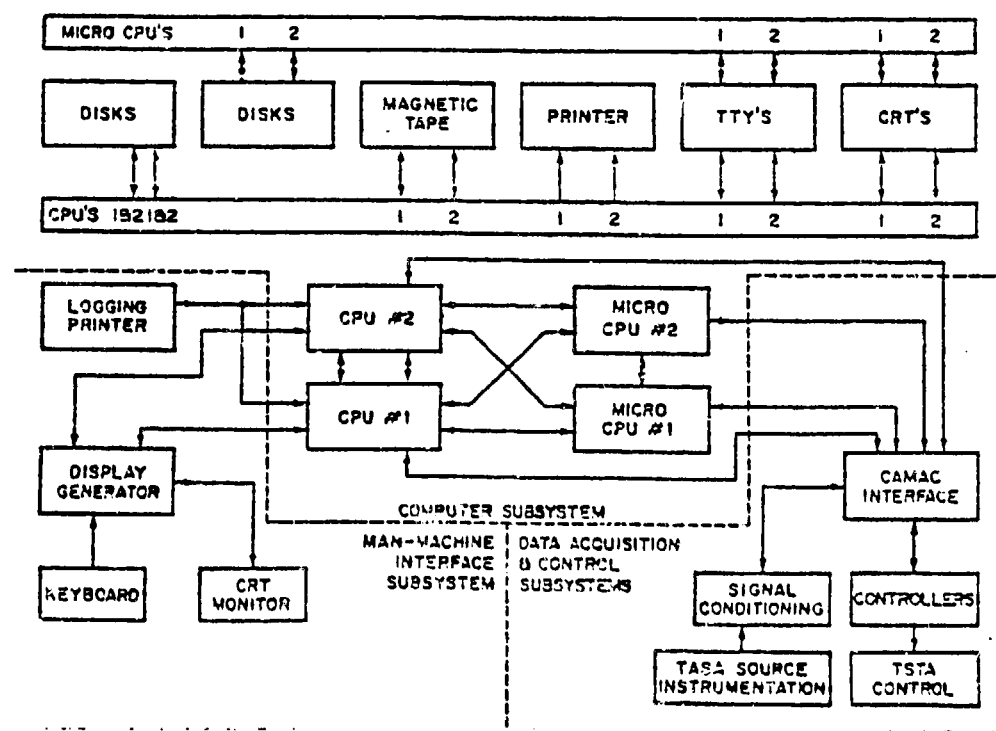 MICRO CPU'S 1 2 1 2 1 2
DISKS
DISKS
MAGNETIC
TAPE
PRINTER
TTY'S
CRT'S
CPU'S 1&2 1&2 1 2 1 2 1 2 1 2
LOGGING
PRINTER
CPU #2
MICRO
CPU #2
CPU #1
MICRO
CPU #1
DISPLAY
GENERATOR
CAMAC
INTERFACE
COMPUTER SUBSYSTEM
MAN-MACHINE
INTERFACE
SUBSYSTEM
DATA ACQUISITION
& CONTROL
SUBSYSTEMS
KEYBOARD
CRT
MONITOR
SIGNAL
CONDITIONING
CONTROLLERS
TASA SOURCE
INSTRUMENTATION
TSTA
CONTROL